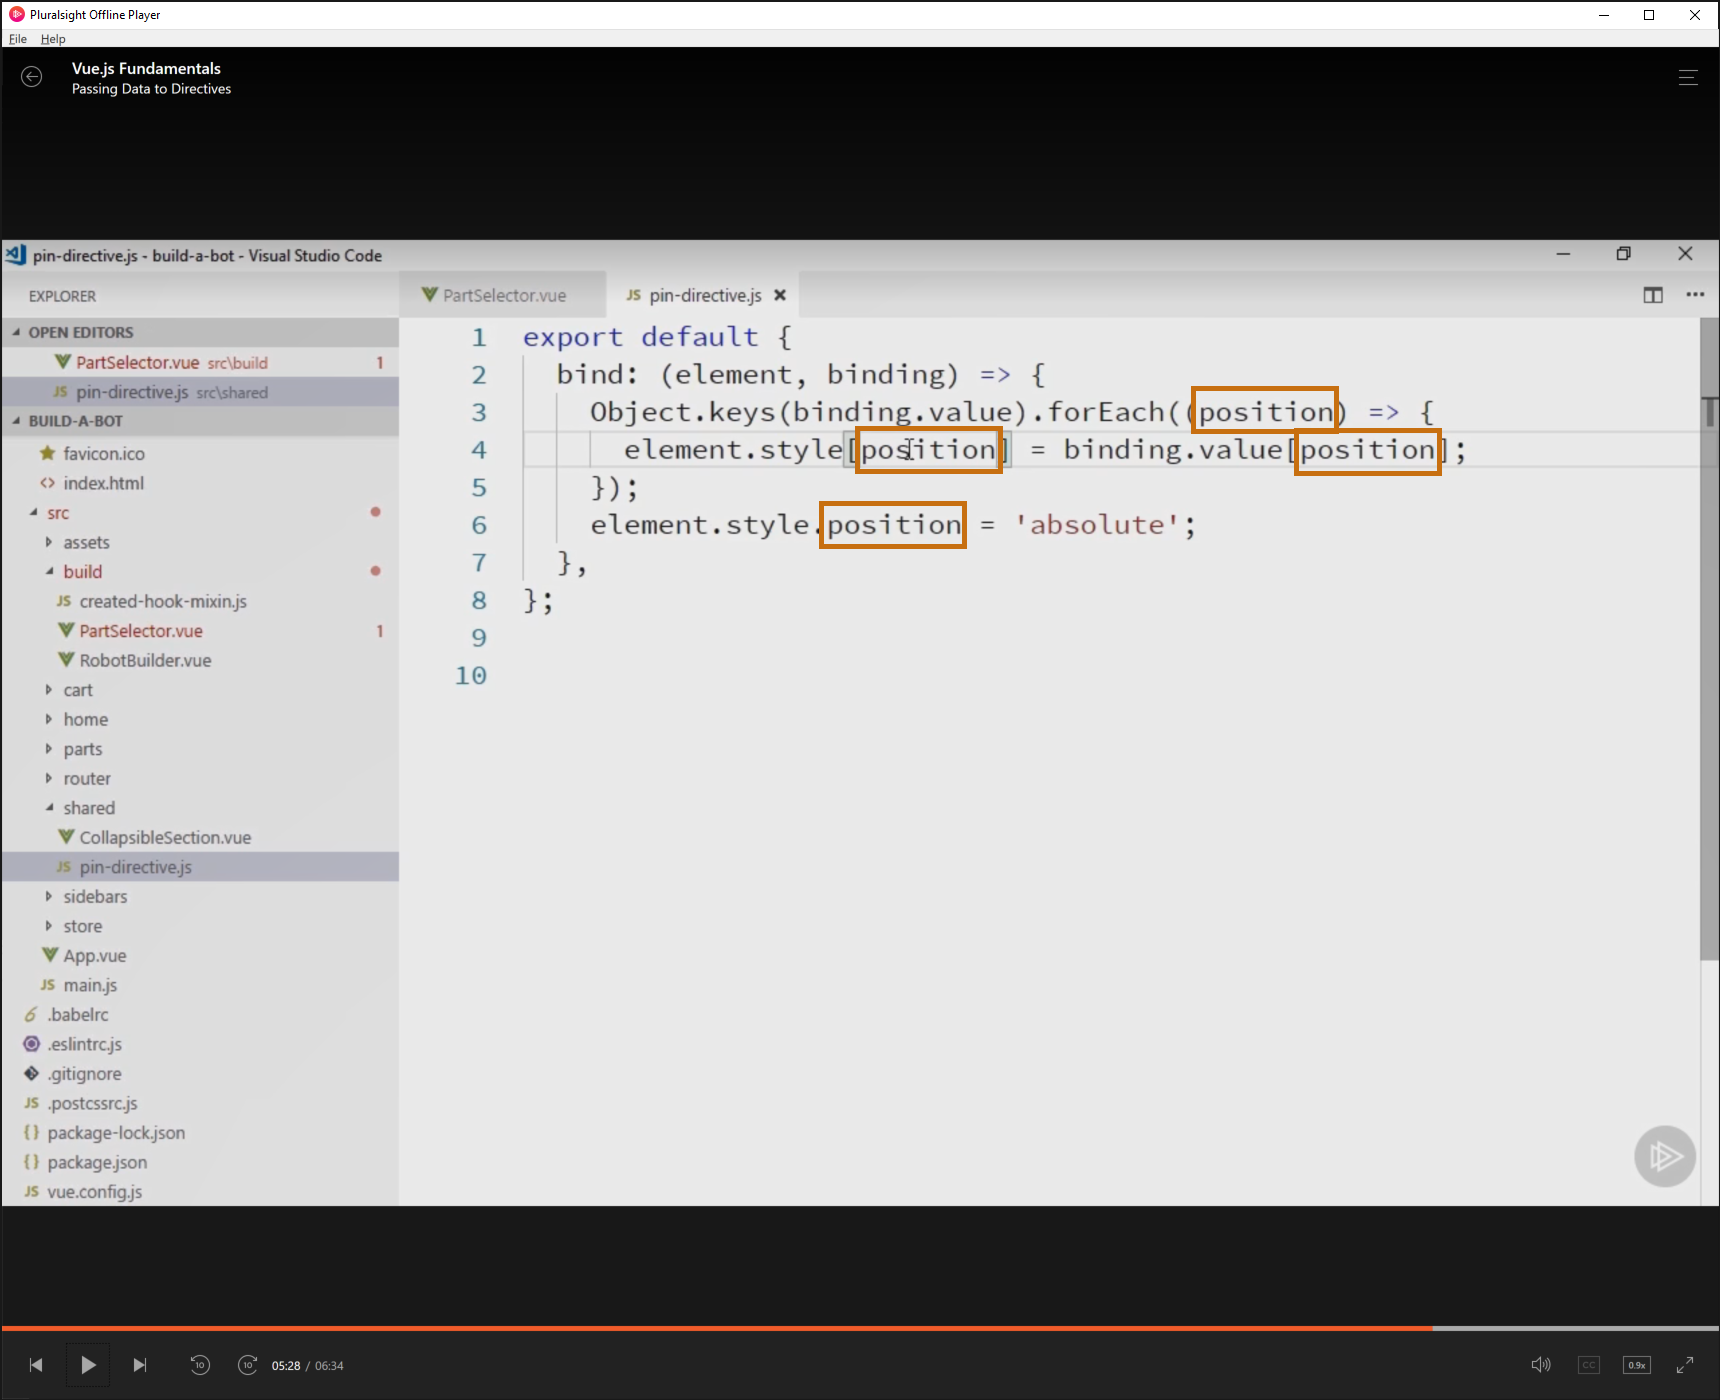 Pluralsight Offline Player
File Help
Vue.js Fundamentals
Passing Data to Directives
pin-directive.js - build-a-bot - Visual Studio Code
EXPLORER
PartSelector.vue
JS pin-directive.js
OPEN EDITORS
PartSelector.vue src\build 1
JS pin-directive.js src\shared
BUILD-A-BOT
favicon.ico
index.html
src
assets
build
JS created-hook-mixin.js
PartSelector.vue 1
RobotBuilder.vue
cart
home
parts
router
shared
CollapsibleSection.vue
JS pin-directive.js
sidebars
store
App.vue
JS main.js
.babelrc
.eslintrc.js
.gitignore
JS .postcssrc.js
{} package-lock.json
{} package.json
JS vue.config.js
1 export default {
2 bind: (element, binding) => {
3 Object.keys(binding.value).forEach((position) => {
4 element.style[position] = binding.value[position];
5 });
6 element.style.position = 'absolute';
7 },
8 };
9
10
10 10 05:28 / 06:34 CC 0.9x